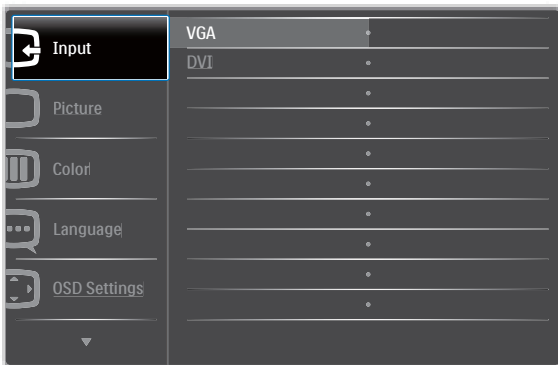 Input
VGA
DVI
Picture
Color
Language
OSD Settings